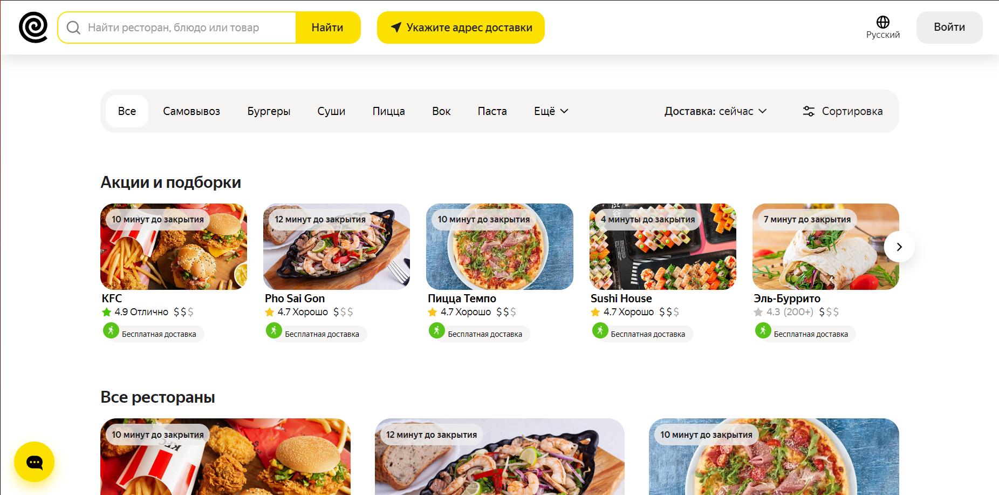 Найти ресторан, блюдо или товар
Найти
Укажите адрес доставки
Русский
Войти
Все
Самовывоз
Бургеры
Суши
Пицца
Вок
Паста
Ещё
Доставка: сейчас
Сортировка
Акции и подборки
10 минут до закрытия
12 минут до закрытия
10 минут до закрытия
4 минуты до закрытия
7 минут до закрытия
KFC
Pho Sai Gon
Пицца Темпо
Sushi House
Эль-Буррито
4.9 Отлично $$$
4.7 Хорошо $$$
4.7 Хорошо $$$
4.7 Хорошо $$$
4.3 (200+) $$$
Бесплатная доставка
Бесплатная доставка
Бесплатная доставка
Бесплатная доставка
Бесплатная доставка
Все рестораны
10 минут до закрытия
12 минут до закрытия
10 минут до закрытия
KFC